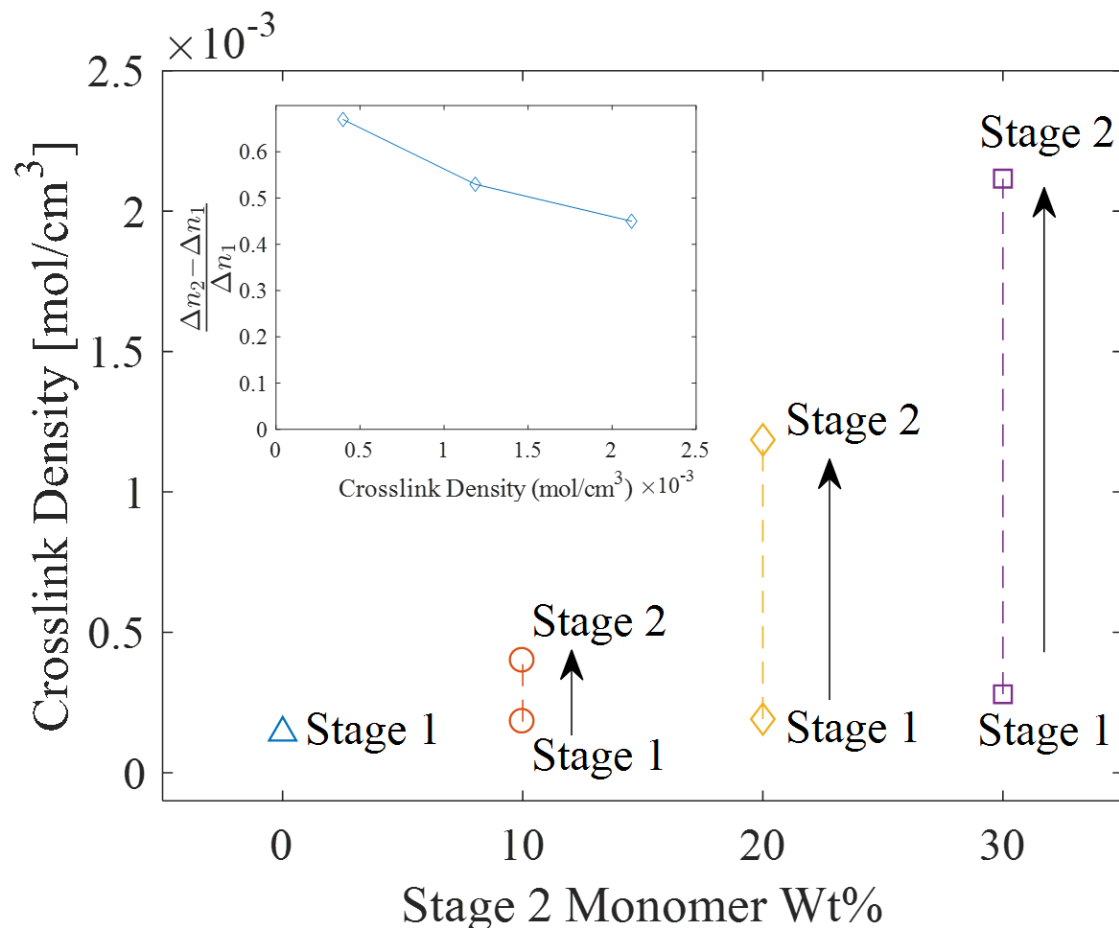 ×10⁻³
2.5
2
1.5
1
0.5
0
Crosslink Density [mol/cm³]
0
10
20
30
Stage 2 Monomer Wt%
Stage 1
Stage 2
Stage 1
Stage 2
Stage 1
Stage 2
Stage 1
0.6
0.5
0.4
0.3
0.2
0.1
0
Δn₂−Δn₁
Δn₁
0
0.5
1
1.5
2
2.5
Crosslink Density (mol/cm³) ×10⁻³